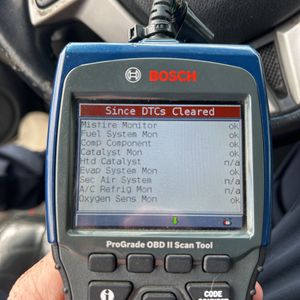 BOSCH
Since DTCs Cleared
Misfire Monitor ok
Fuel System Mon ok
Comp Component ok
Catalyst Mon ok
Htd Catalyst n/a
Evap System Mon ok
Sec Air System n/a
A/C Refrig Mon n/a
Oxygen Sens Mon ok
ProGrade OBD II Scan Tool
CODE